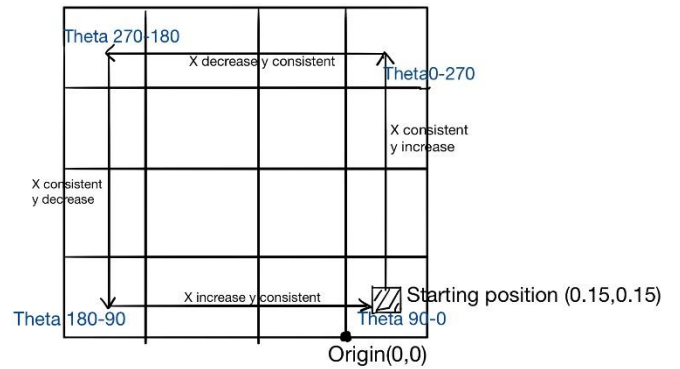 Theta 270-180
X decrease y consistent
Theta0-270
X consistent
y increase
X consistent
y decrease
X increase y consistent
Starting position (0.15,0.15)
Theta 180-90
Theta 90-0
Origin(0,0)